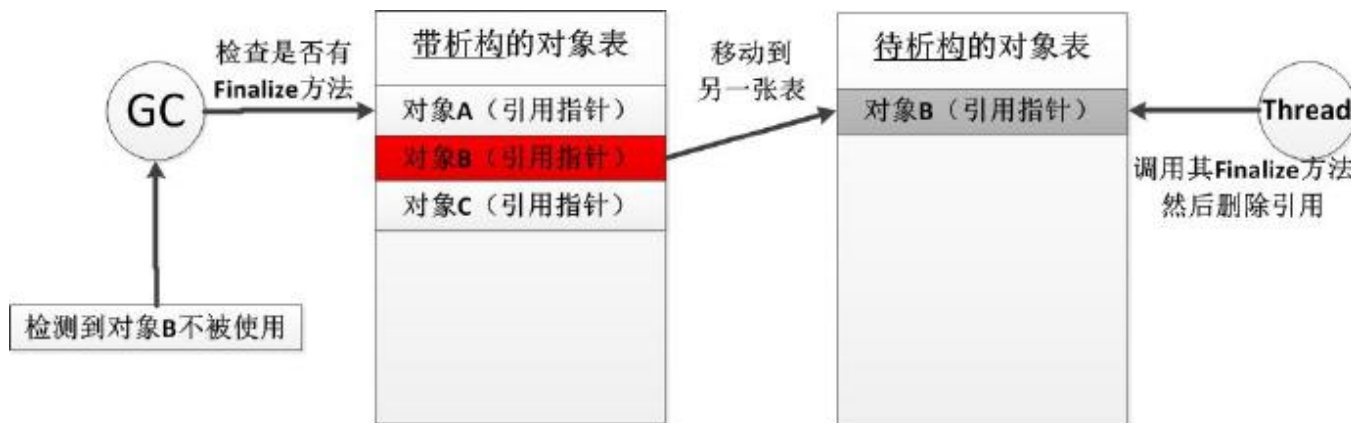 检查是否有
Finalize方法
GC
检测到对象B不被使用
带析构的对象表
对象A（引用指针）
对象B（引用指针）
对象C（引用指针）
移动到
另一张表
待析构的对象表
对象B（引用指针）
Thread
调用其Finalize方法
然后删除引用